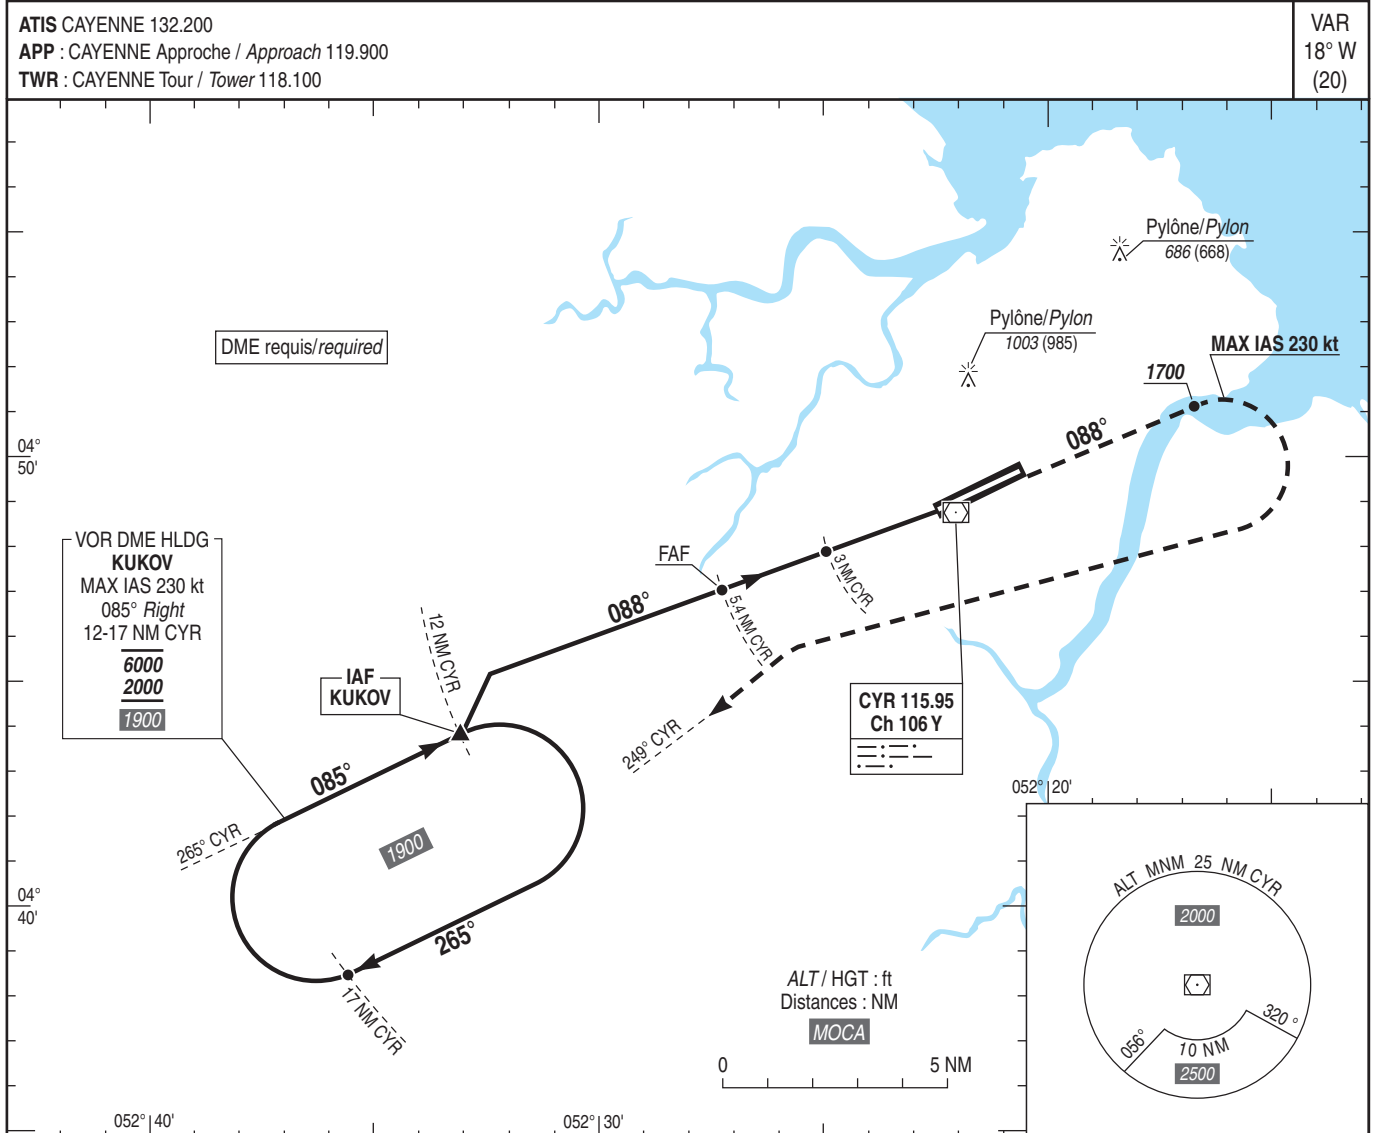 ATIS CAYENNE 132.200
APP : CAYENNE Approche / Approach 119.900
TWR : CAYENNE Tour / Tower 118.100
VAR
18° W
(20)
Pylône/Pylon
686 (668)
Pylône/Pylon
1003 (985)
DME requis/required
MAX IAS 230 kt
1700
088°
04°
50'
VOR DME HLDG
KUKOV
MAX IAS 230 kt
085° Right
12-17 NM CYR
6000
2000
1900
FAF
3 NM CYR
5.4 NM CYR
088°
12 NM CYR
IAF
KUKOV
CYR 115.95
Ch 106 Y
249° CYR
085°
265° CYR
1900
052° 20'
04°
40'
265°
17 NM CYR
ALT / HGT : ft
Distances : NM
MOCA
0 5 NM
ALT MNM 25 NM CYR
2000
056°
320 °
10 NM
2500
052° 40'
052° 30'